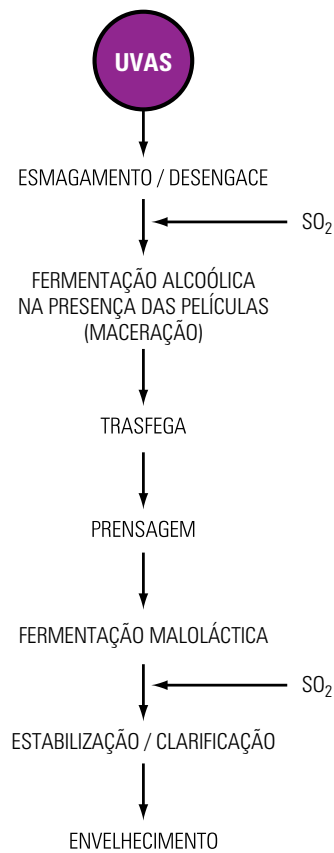 UVAS
ESMAGAMENTO / DESENGACE
SO₂
FERMENTAÇÃO ALCOÓLICA
NA PRESENÇA DAS PELÍCULAS
(MACERAÇÃO)
TRASFEGA
PRENSAGEM
FERMENTAÇÃO MALOLÁCTICA
SO₂
ESTABILIZAÇÃO / CLARIFICAÇÃO
ENVELHECIMENTO